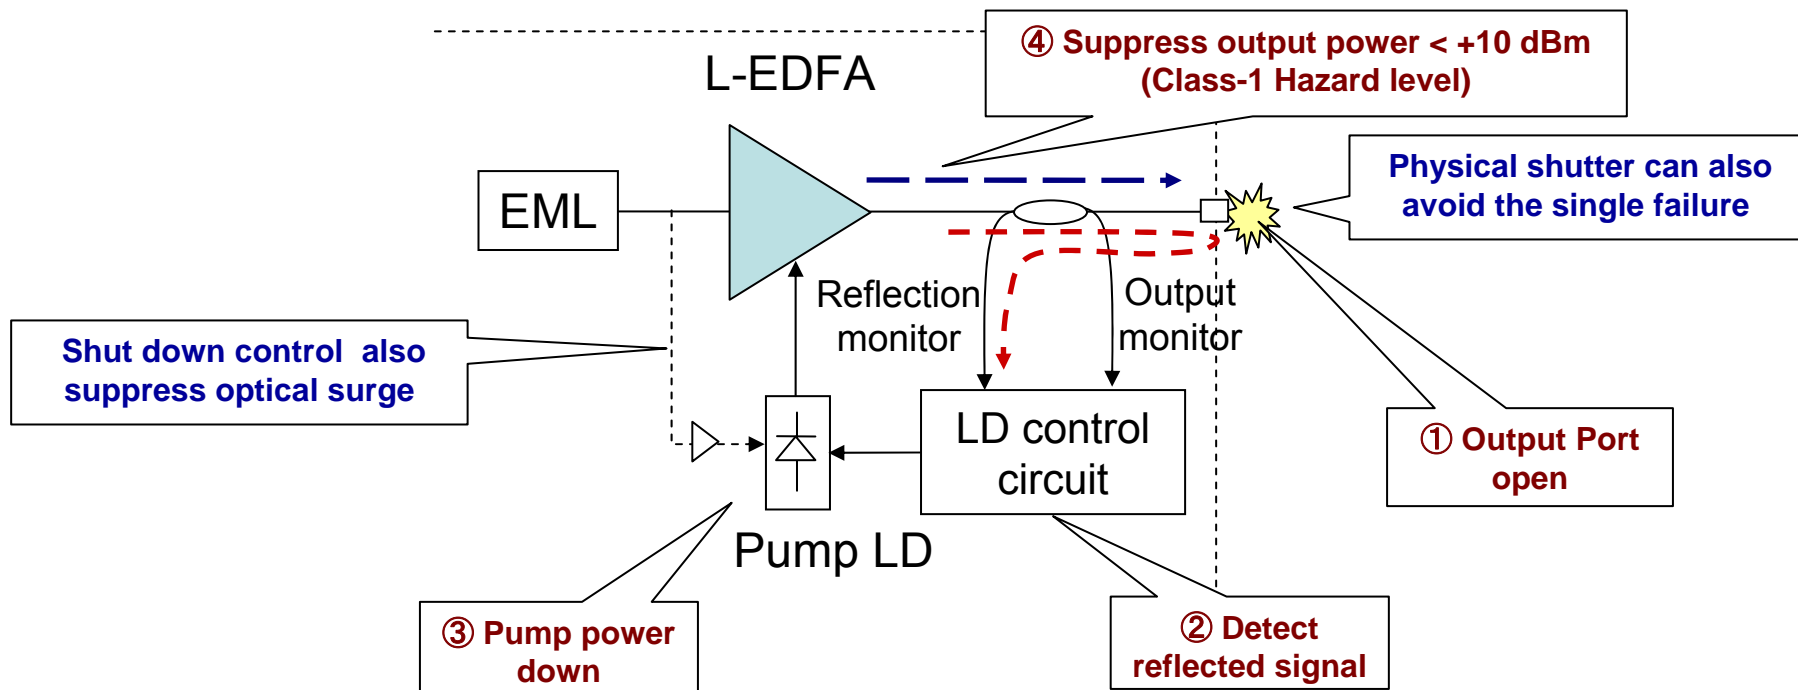 ④ Suppress output power < +10 dBm
(Class-1 Hazard level)
L-EDFA
Physical shutter can also
avoid the single failure
EML
Reflection
monitor
Output
monitor
Shut down control also
suppress optical surge
LD control
circuit
① Output Port
open
Pump LD
③ Pump power
down
② Detect
reflected signal